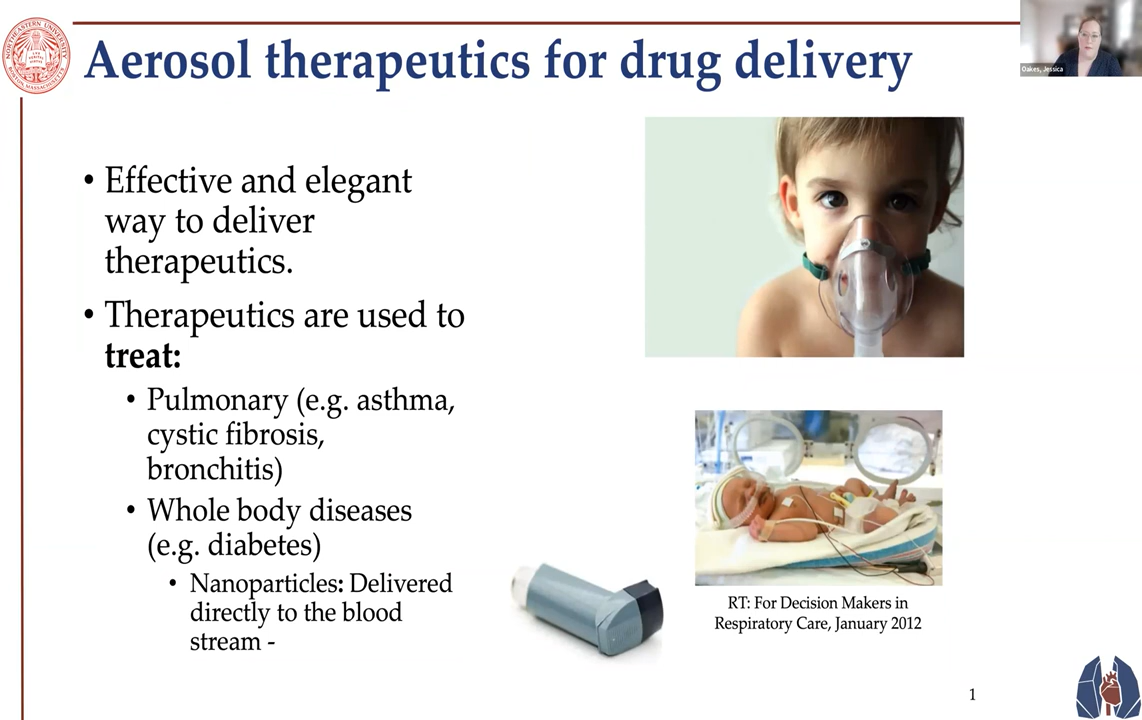 Aerosol therapeutics for drug delivery
Oakes, Jessica
• Effective and elegant
way to deliver
therapeutics.
• Therapeutics are used to
treat:
• Pulmonary (e.g. asthma,
cystic fibrosis,
bronchitis)
• Whole body diseases
(e.g. diabetes)
• Nanoparticles: Delivered
directly to the blood
stream -
RT: For Decision Makers in
Respiratory Care, January 2012
1